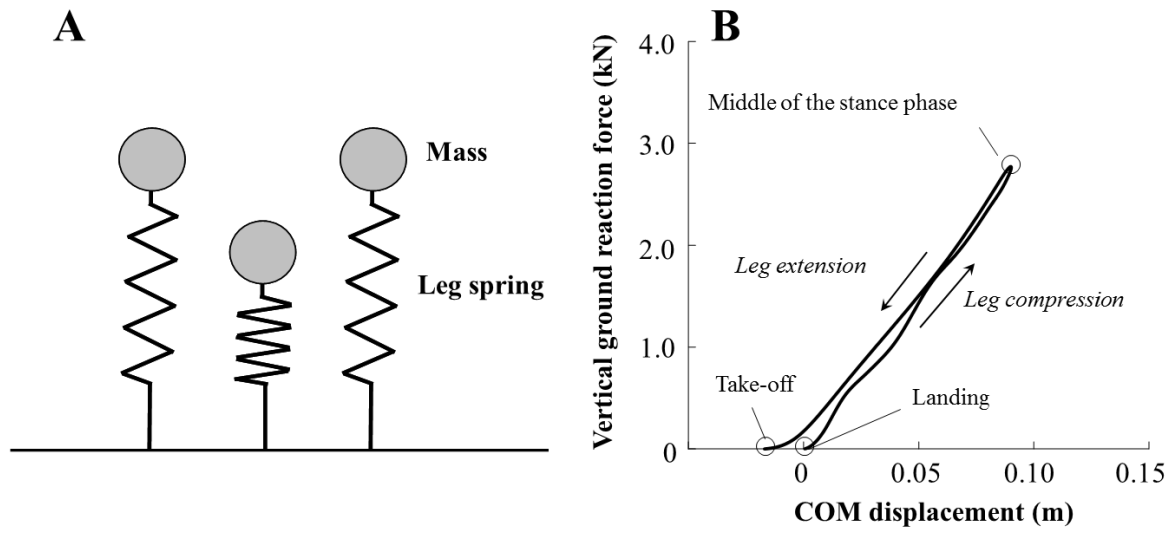 A
Mass
Leg spring
B
Vertical ground reaction force (kN)
4.0
3.0
2.0
1.0
0
Middle of the stance phase
Leg extension
Leg compression
Take-off
Landing
0
0.05
0.10
0.15
COM displacement (m)